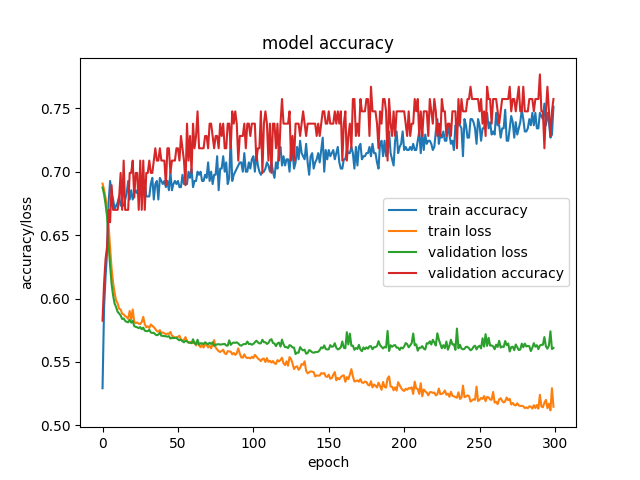 model accuracy
accuracy/loss
0.75
0.70
0.65
0.60
0.55
0.50
train accuracy
train loss
validation loss
validation accuracy
0 50 100 150 200 250 300
epoch